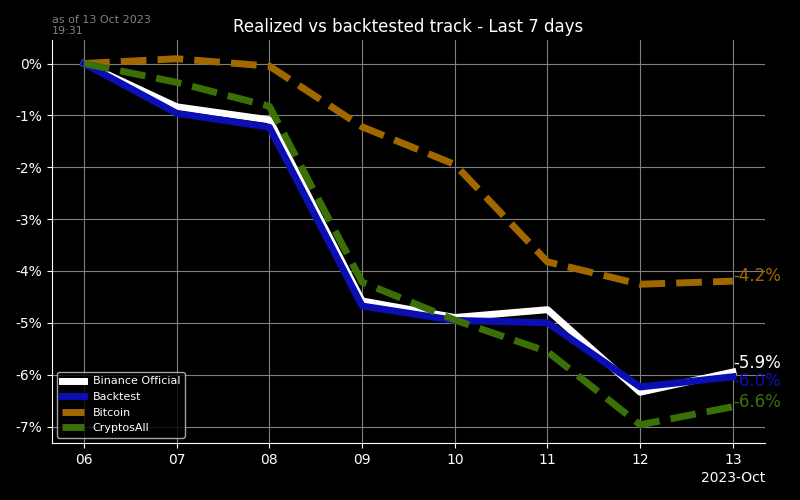 as of 13 Oct 2023
19:31
Realized vs backtested track - Last 7 days
0%
-1%
-2%
-3%
-4%
-5%
-6%
-7%
-4.2%
-5.9%
-6.0%
-6.6%
Binance Official
Backtest
Bitcoin
CryptosAll
06 07 08 09 10 11 12 13
2023-Oct